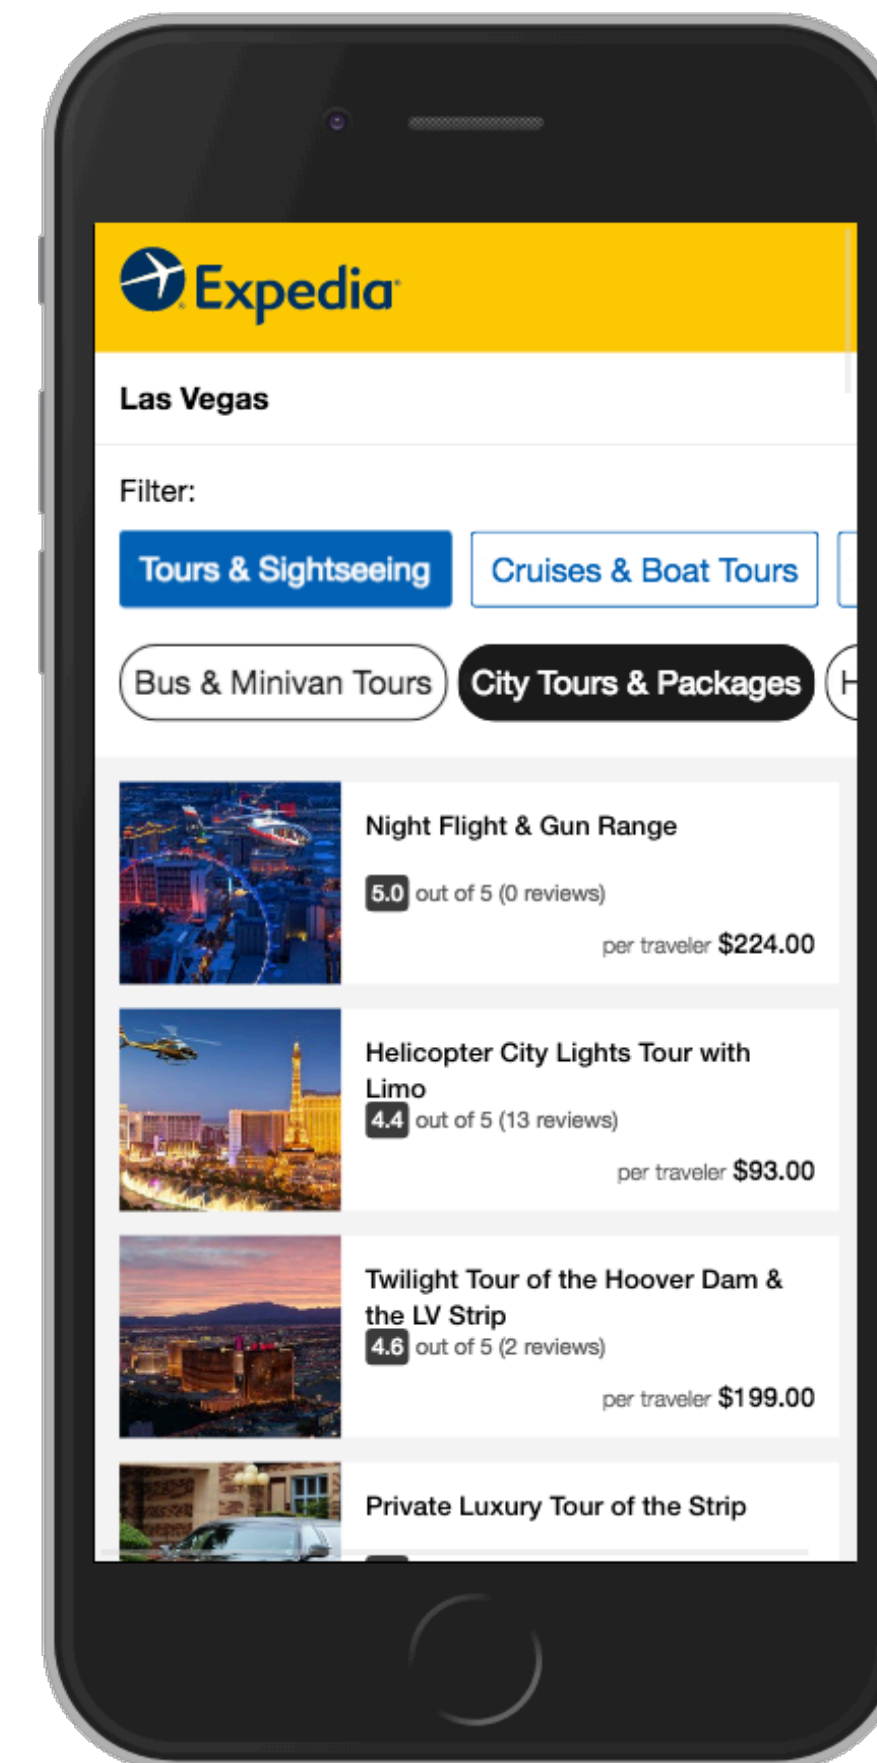 Expedia
Las Vegas
Filter:
Tours & Sightseeing Cruises & Boat Tours
Bus & Minivan Tours City Tours & Packages H
Night Flight & Gun Range
5.0 out of 5 (0 reviews)
per traveler $224.00
Helicopter City Lights Tour with
Limo
4.4 out of 5 (13 reviews)
per traveler $93.00
Twilight Tour of the Hoover Dam &
the LV Strip
4.6 out of 5 (2 reviews)
per traveler $199.00
Private Luxury Tour of the Strip